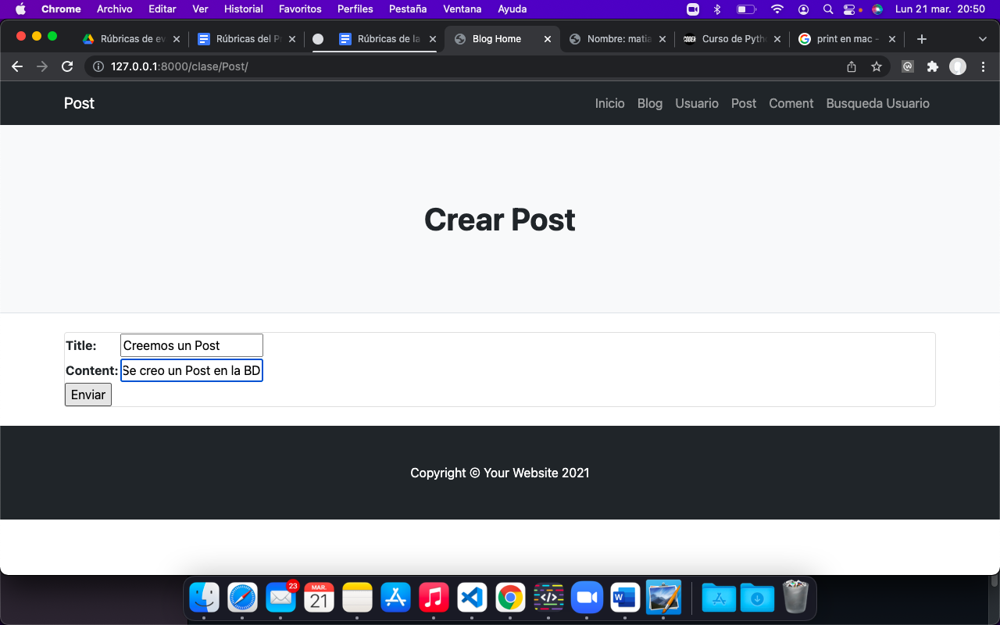 Chrome Archivo Editar Ver Historial Favoritos Perfiles Pestaña Ventana Ayuda Lun 21 mar. 20:50
Rúbricas de ev Rúbricas del P Rúbricas de la Blog Home Nombre: matia Curso de Pyth print en mac -
127.0.0.1:8000/clase/Post/
Post Inicio Blog Usuario Post Coment Busqueda Usuario
Crear Post
Title: Creemos un Post
Content: Se creo un Post en la BD
Enviar
Copyright © Your Website 2021
23
MAR.
21